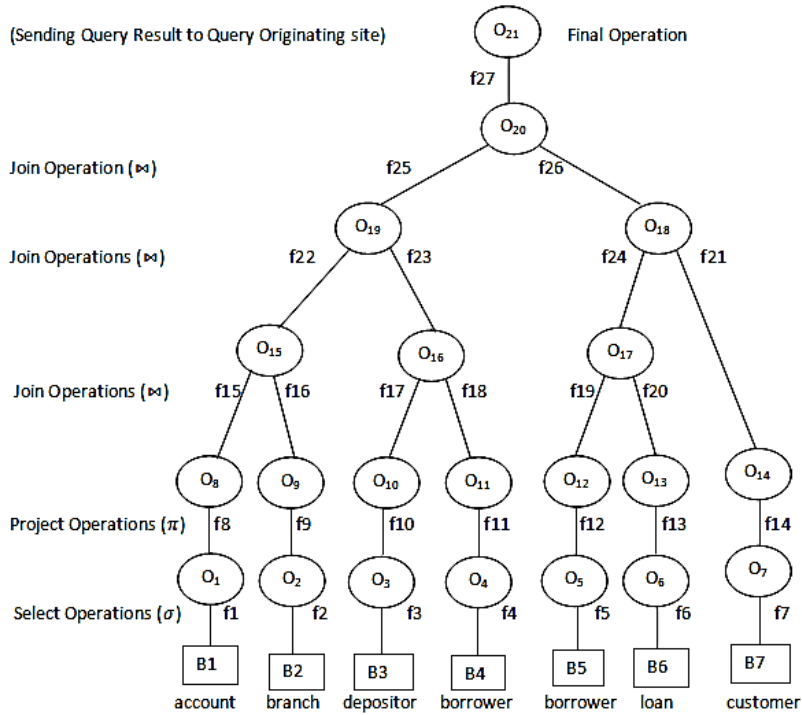 (Sending Query Result to Query Originating site) O₂₁ Final Operation
f27
O₂₀
Join Operation (⋈) f25 f26
O₁₉ O₁₈
Join Operations (⋈) f22 f23 f24 f21
O₁₅ O₁₆ O₁₇
Join Operations (⋈) f15 f16 f17 f18 f19 f20
O₈ O₉ O₁₀ O₁₁ O₁₂ O₁₃ O₁₄
Project Operations (π) f8 f9 f10 f11 f12 f13 f14
O₁ O₂ O₃ O₄ O₅ O₆ O₇
Select Operations (σ) f1 f2 f3 f4 f5 f6 f7
B1 B2 B3 B4 B5 B6 B7
account branch depositor borrower borrower loan customer